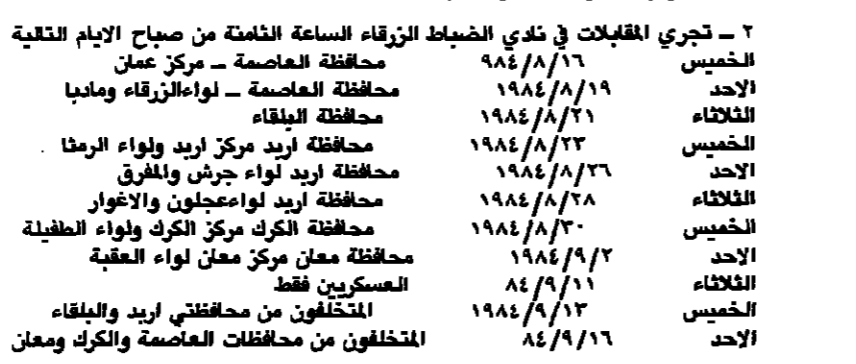 ٢ ــ تجري المقابلات في نادي الضباط الزرقاء الساعة الثامنة من صباح الايام التالية
الخميس ٩٨٤/٨/١٦ محافظة العاصمة ــ مركز عمان
الاحد ١٩٨٤/٨/١٩ محافظة العاصمة ــ لواءالزرقاء ومادبا
الثلاثاء ١٩٨٤/٨/٢١ محافظة البلقاء
الخميس ١٩٨٤/٨/٢٣ محافظة اربد مركز اربد ولواء الرمثا
الاحد ١٩٨٤/٨/٢٦ محافظة اربد لواء جرش والمفرق
الثلاثاء ١٩٨٤/٨/٢٨ محافظة اربد لواءعجلون والاغوار
الخميس ١٩٨٤/٨/٣٠ محافظة الكرك مركز الكرك ولواء الطفيلة
الاحد ١٩٨٤/٩/٢ محافظة معان مركز معان لواء العقبة
الثلاثاء ٨٤/٩/١١ العسكريين فقط
الخميس ١٩٨٤/٩/١٣ المتخلفون من محافظتي اربد والبلقاء
الاحد ٨٤/٩/١٦ المتخلفون من محافظات العاصمة والكرك ومعان